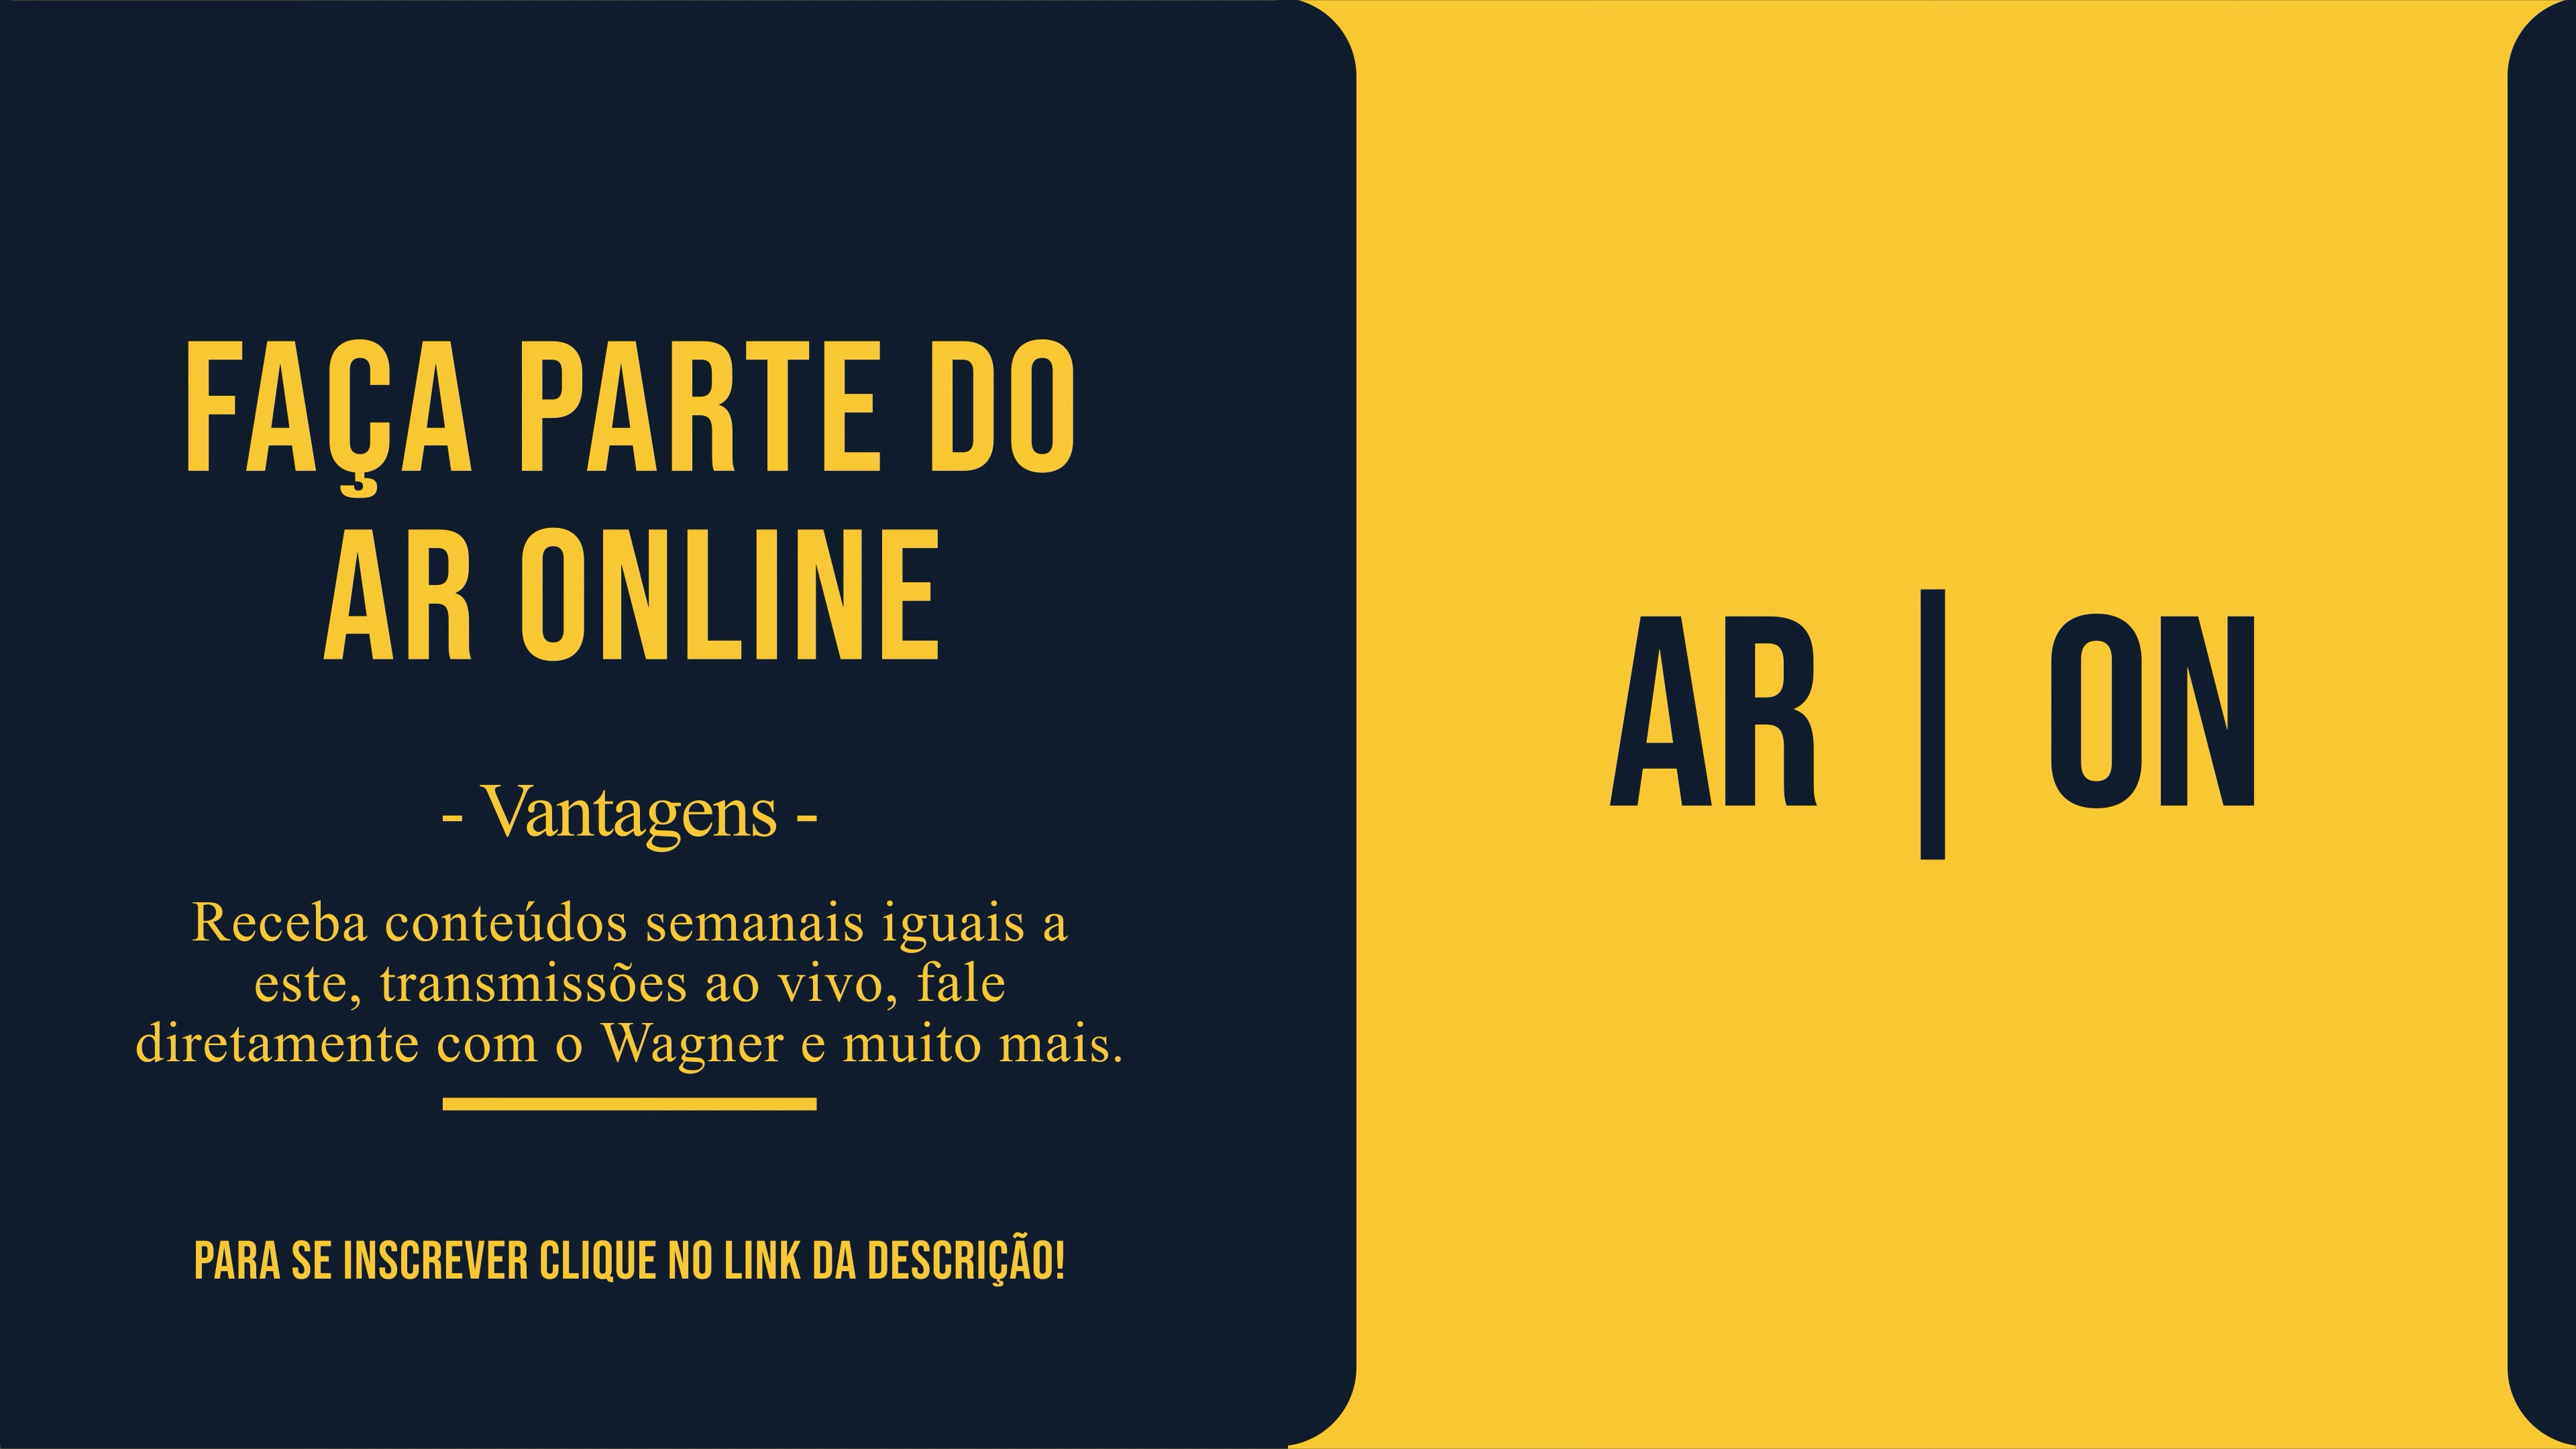 FAÇA PARTE DO
AR ONLINE
- Vantagens -
Receba conteúdos semanais iguais a
este, transmissões ao vivo, fale
diretamente com o Wagner e muito mais.
PARA SE INSCREVER CLIQUE NO LINK DA DESCRIÇÃO!
AR | ON